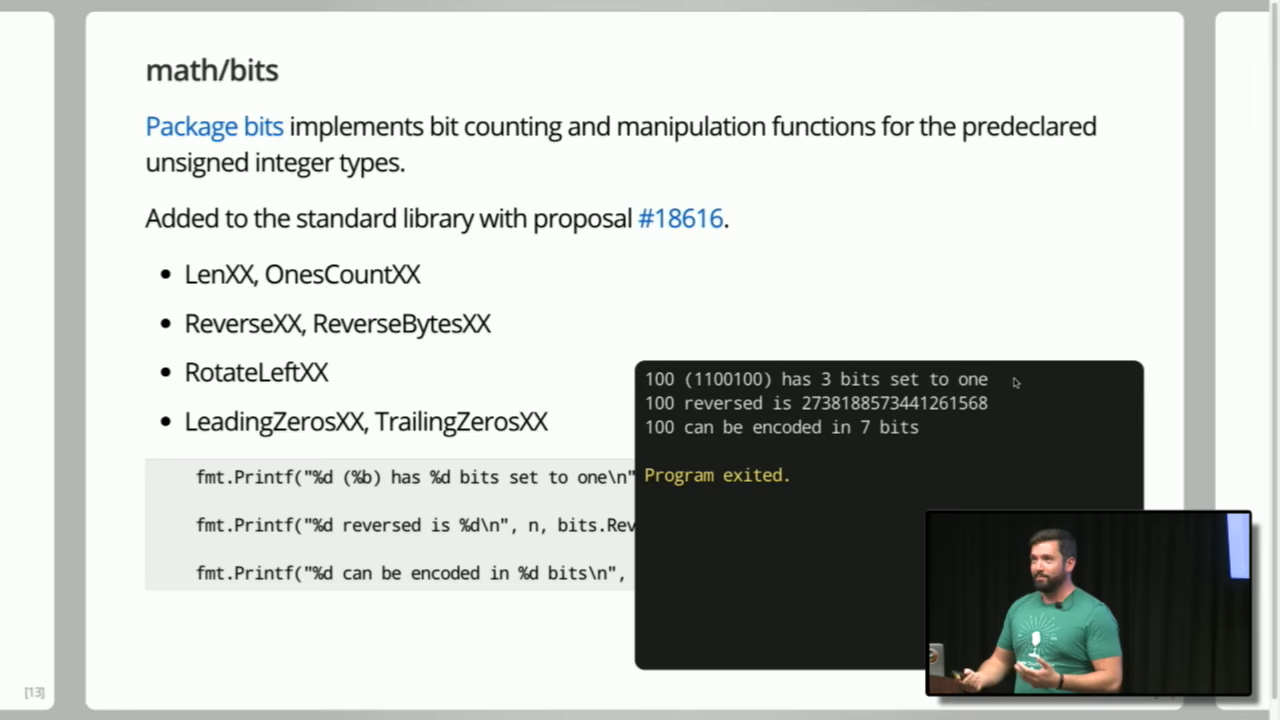 math/bits
Package bits implements bit counting and manipulation functions for the predeclared
unsigned integer types.
Added to the standard library with proposal #18616.
• LenXX, OnesCountXX
• ReverseXX, ReverseBytesXX
• RotateLeftXX
• LeadingZerosXX, TrailingZerosXX
fmt.Printf("%d (%b) has %d bits set to one\n"
fmt.Printf("%d reversed is %d\n", n, bits.Rev
fmt.Printf("%d can be encoded in %d bits\n",
100 (1100100) has 3 bits set to one
100 reversed is 2738188573441261568
100 can be encoded in 7 bits
Program exited.
[13]